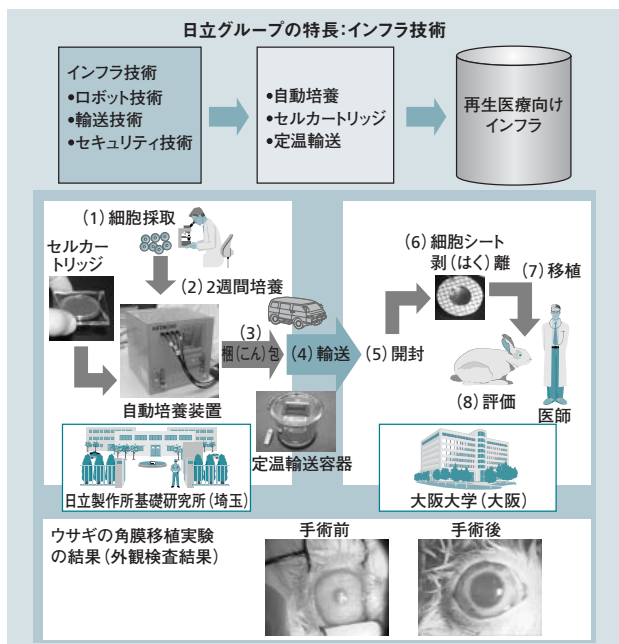 日立グループの特長：インフラ技術
インフラ技術
•ロボット技術
•輸送技術
•セキュリティ技術
•自動培養
•セルカートリッジ
•定温輸送
再生医療向け
インフラ
(1)細胞採取
セルカー
トリッジ
(2)2週間培養
(3)
梱(こん)包
自動培養装置
(4)輸送
定温輸送容器
日立製作所基礎研究所(埼玉)
(5)開封
(6)細胞シート
剥(はく)離
(7)移植
(8)評価
医師
大阪大学(大阪)
ウサギの角膜移植実験
の結果(外観検査結果)
手術前
手術後